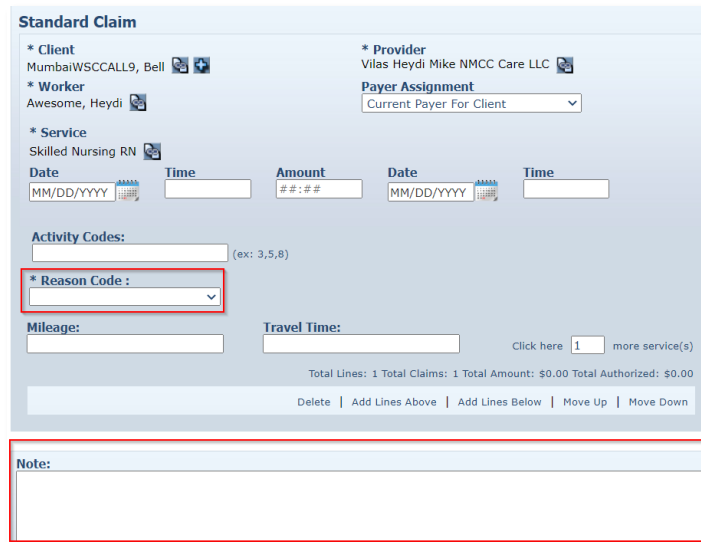 Standard Claim
* Client
MumbaiWSCCALL9, Bell
* Provider
Vilas Heydi Mike NMCC Care LLC
* Worker
Awesome, Heydi
Payer Assignment
Current Payer For Client
* Service
Skilled Nursing RN
Date Time Amount Date Time
MM/DD/YYYY ##:## MM/DD/YYYY
Activity Codes:
(ex: 3,5,8)
* Reason Code :
Mileage: Travel Time:
Click here 1 more service(s)
Total Lines: 1 Total Claims: 1 Total Amount: $0.00 Total Authorized: $0.00
Delete | Add Lines Above | Add Lines Below | Move Up | Move Down
Note: